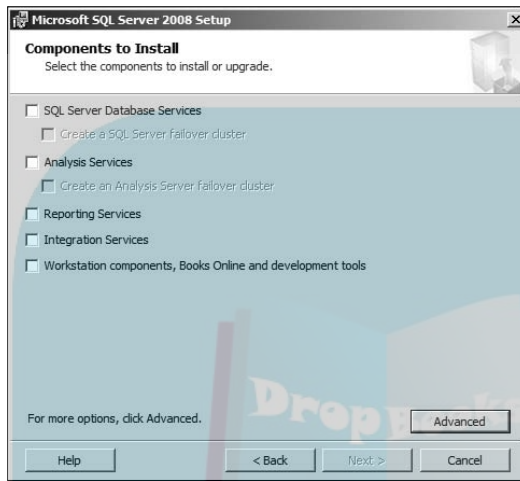 Microsoft SQL Server 2008 Setup
Components to Install
Select the components to install or upgrade.
SQL Server Database Services
Create a SQL Server failover cluster
Analysis Services
Create an Analysis Server failover cluster
Reporting Services
Integration Services
Workstation components, Books Online and development tools
DropBooks
For more options, click Advanced.
Advanced
Help
< Back
Next >
Cancel